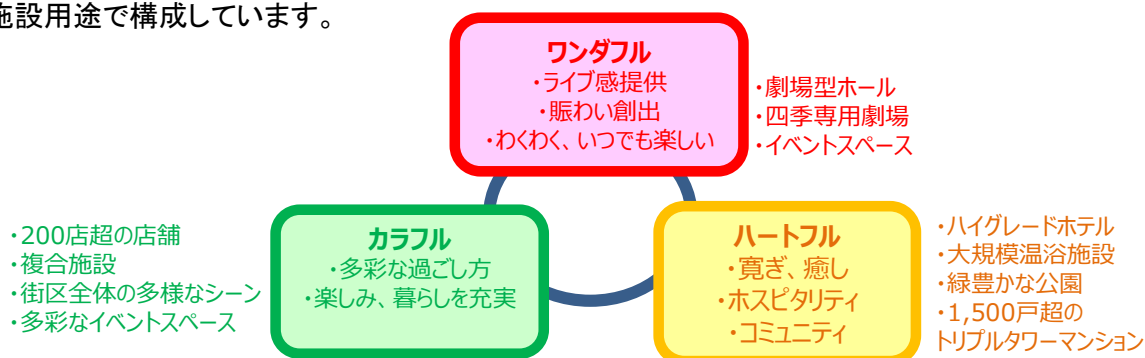 施設用途で構成しています。
ワンダフル
・ライブ感提供
・賑わい創出
・わくわく、いつでも楽しい
・劇場型ホール
・四季専用劇場
・イベントスペース
・200店超の店舗
・複合施設
・街区全体の多様なシーン
・多彩なイベントスペース
カラフル
・多彩な過ごし方
・楽しみ、暮らしを充実
ハートフル
・寛ぎ、癒し
・ホスピタリティ
・コミュニティ
・ハイグレードホテル
・大規模温浴施設
・緑豊かな公園
・1,500戸超の
トリプルタワーマンション